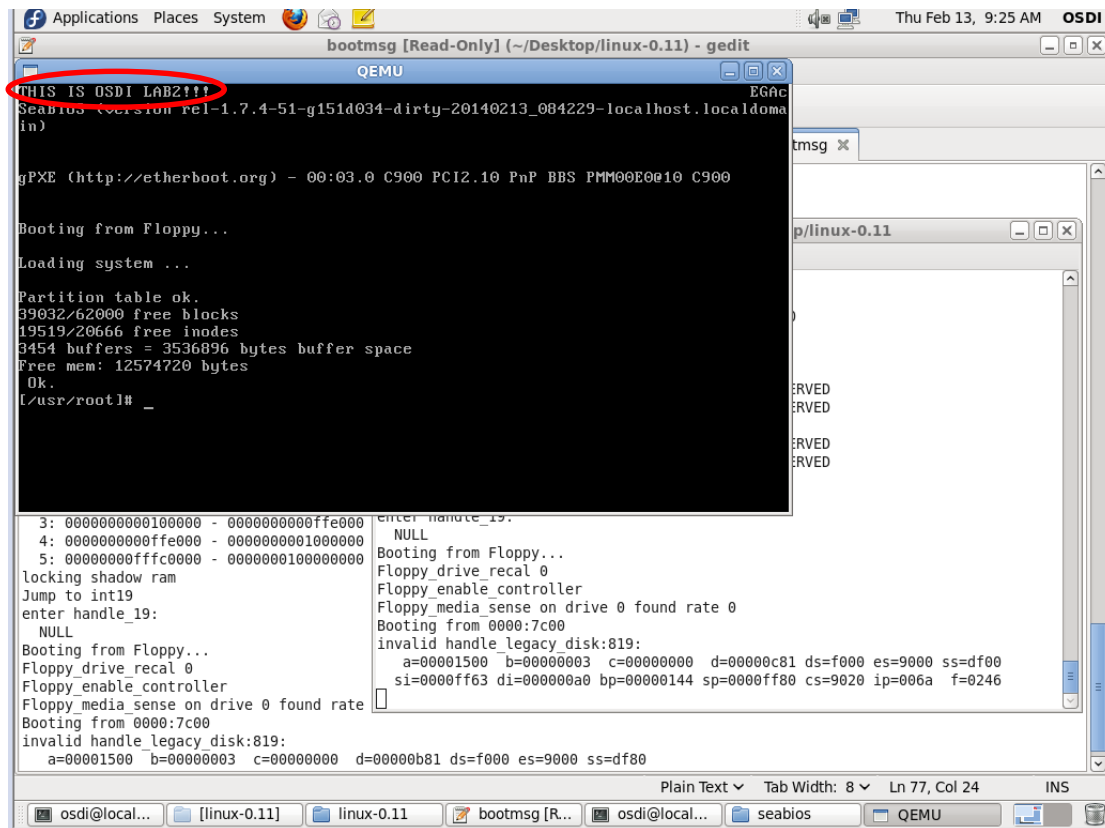 Applications Places System Thu Feb 13, 9:25 AM OSDI
bootmsg [Read-Only] (~/Desktop/linux-0.11) - gedit
QEMU
THIS IS OSDI LAB2!!! EGAc
SeaBIOS (version rel-1.7.4-51-g151d034-dirty-20140213_084229-localhost.localdoma
in)
tmsg
gPXE (http://etherboot.org) - 00:03.0 C900 PCI2.10 PnP BBS PMM00E0@10 C900
Booting from Floppy...
p/linux-0.11
Loading system ...
Partition table ok.
39032/62000 free blocks
19519/20666 free inodes
3454 buffers = 3536896 bytes buffer space
Free mem: 12574720 bytes
Ok.
[/usr/root]# _
ERVED
ERVED
ERVED
ERVED
3: 0000000000100000 - 0000000000ffe000
4: 0000000000ffe000 - 0000000001000000
5: 00000000fffc0000 - 0000000100000000
locking shadow ram
Jump to int19
enter handle_19:
NULL
Booting from Floppy...
Floppy_drive_recal 0
Floppy_enable_controller
Floppy_media_sense on drive 0 found rate
Booting from 0000:7c00
invalid handle_legacy_disk:819:
a=00001500 b=00000003 c=00000000 d=00000b81 ds=f000 es=9000 ss=df80
enter handle_19:
NULL
Booting from Floppy...
Floppy_drive_recal 0
Floppy_enable_controller
Floppy_media_sense on drive 0 found rate 0
Booting from 0000:7c00
invalid handle_legacy_disk:819:
a=00001500 b=00000003 c=00000000 d=00000c81 ds=f000 es=9000 ss=df00
si=0000ff63 di=000000a0 bp=00000144 sp=0000ff80 cs=9020 ip=006a f=0246
Plain Text Tab Width: 8 Ln 77, Col 24 INS
osdi@local... [linux-0.11] linux-0.11 bootmsg [R... osdi@local... seabios QEMU